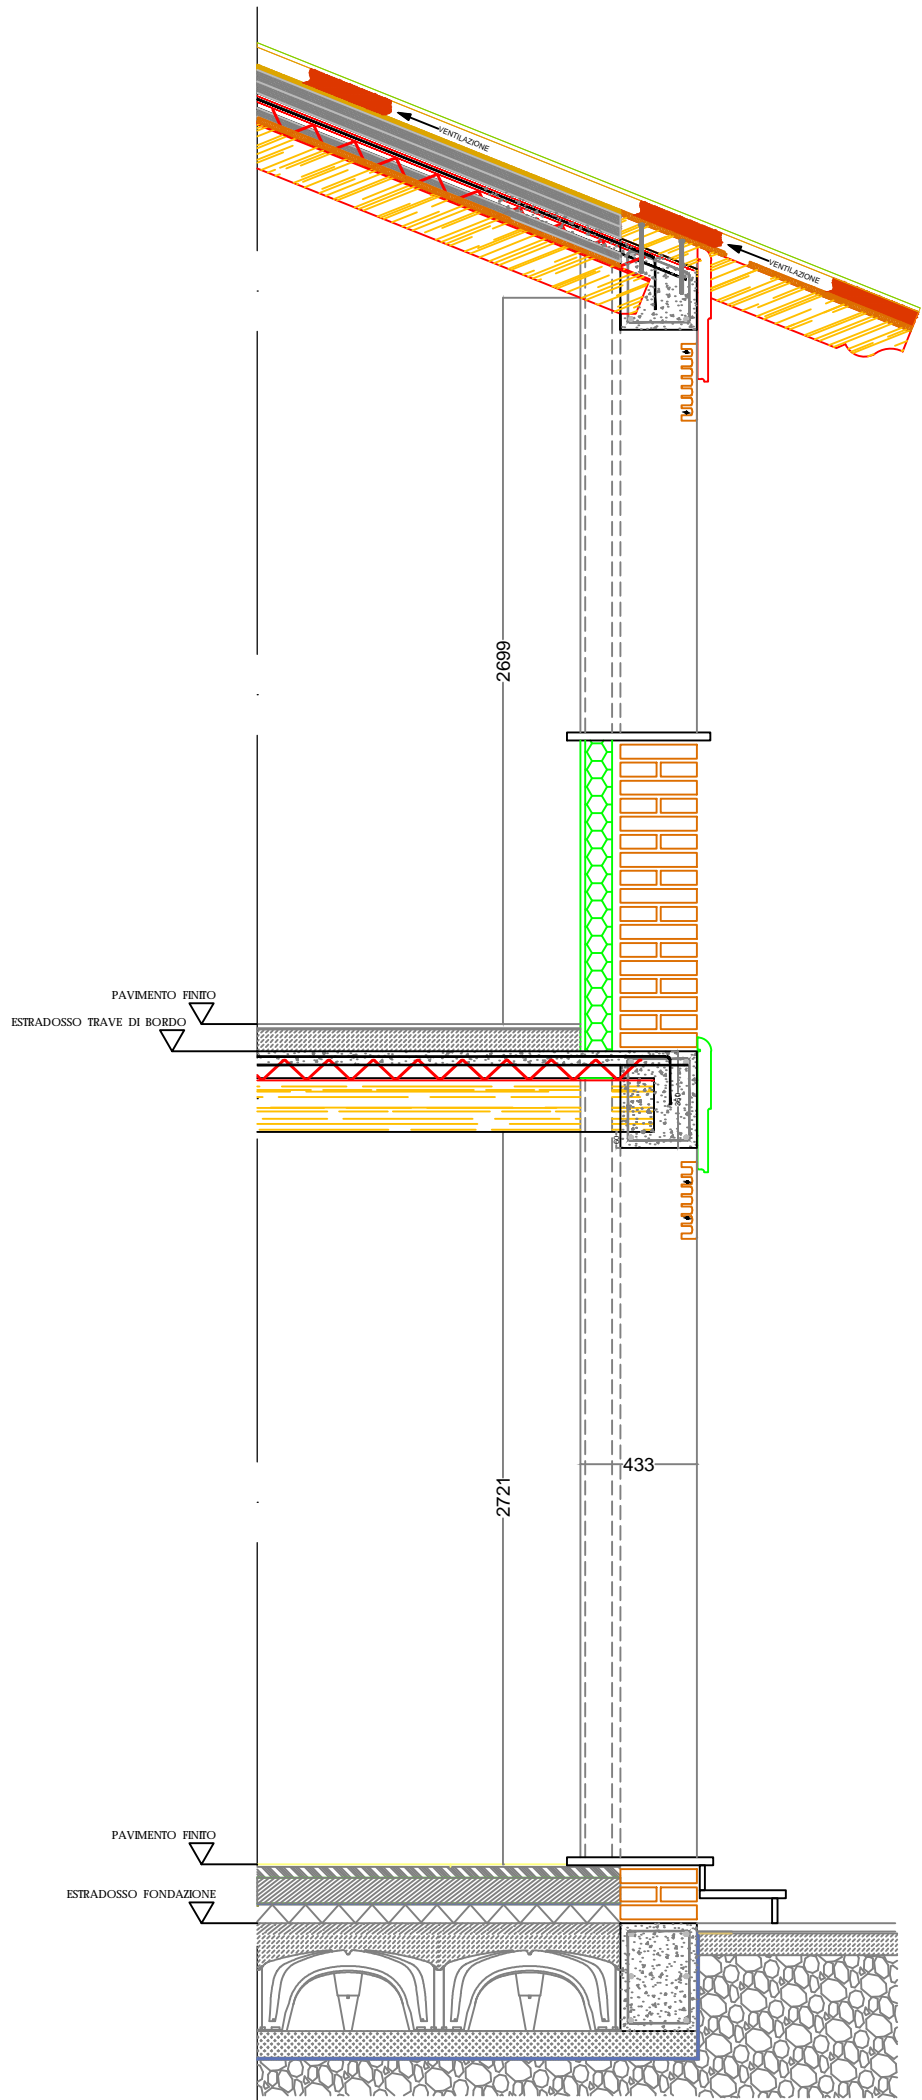 VENTILAZIONE
VENTILAZIONE
2699
PAVIMENTO FINITO
ESTRADOSSO TRAVE DI BORDO
433
2721
PAVIMENTO FINITO
ESTRADOSSO FONDAZIONE